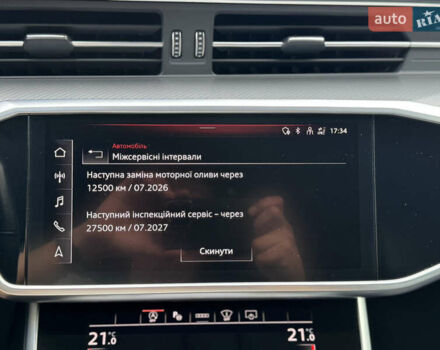 auto RIA
17:34
Автомобіль
Міжсервісні інтервали
Наступна заміна моторної оливи через
12500 км / 07.2026
Наступний інспекційний сервіс – через
27500 км / 07.2027
Скинути
21.0 °C
21.0 °C